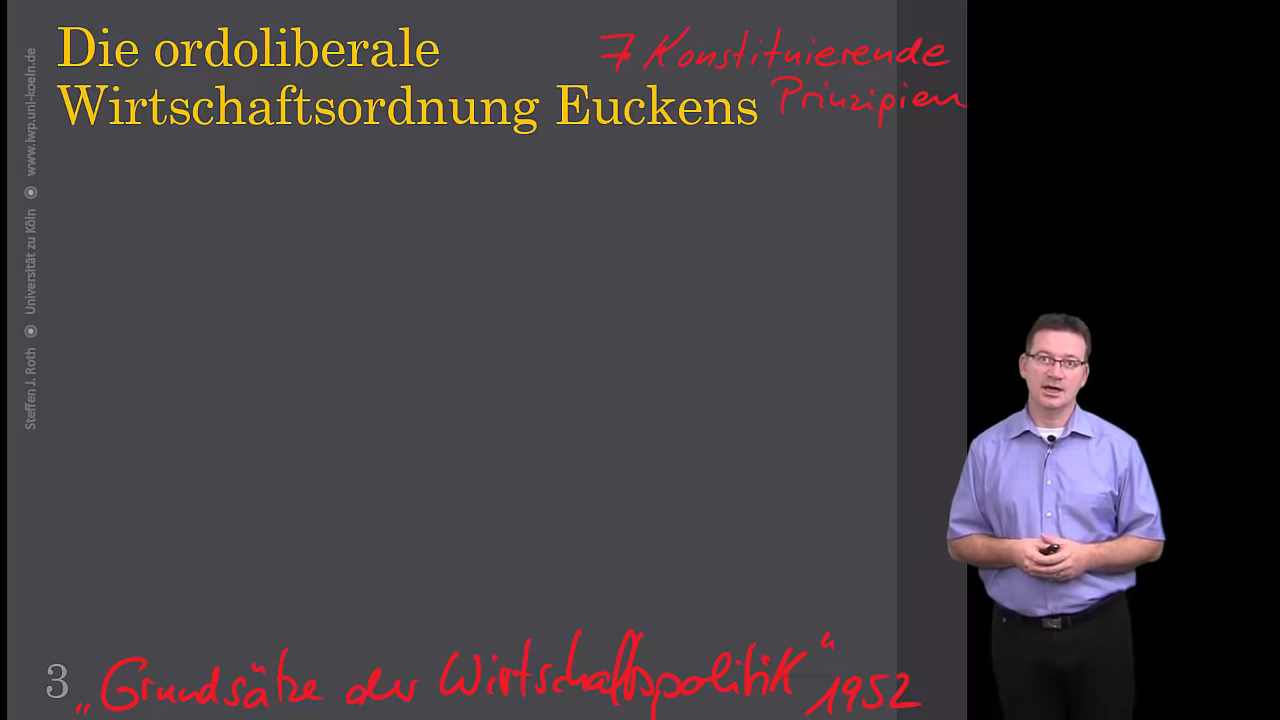 Die ordoliberale
Wirtschaftsordnung Euckens
7 Konstituierende
Prinzipien
Steffen J. Roth ◉ Universität zu Köln ◉ www.iwp.uni-koeln.de
3
„Grundsätze der Wirtschaftspolitik“ 1952